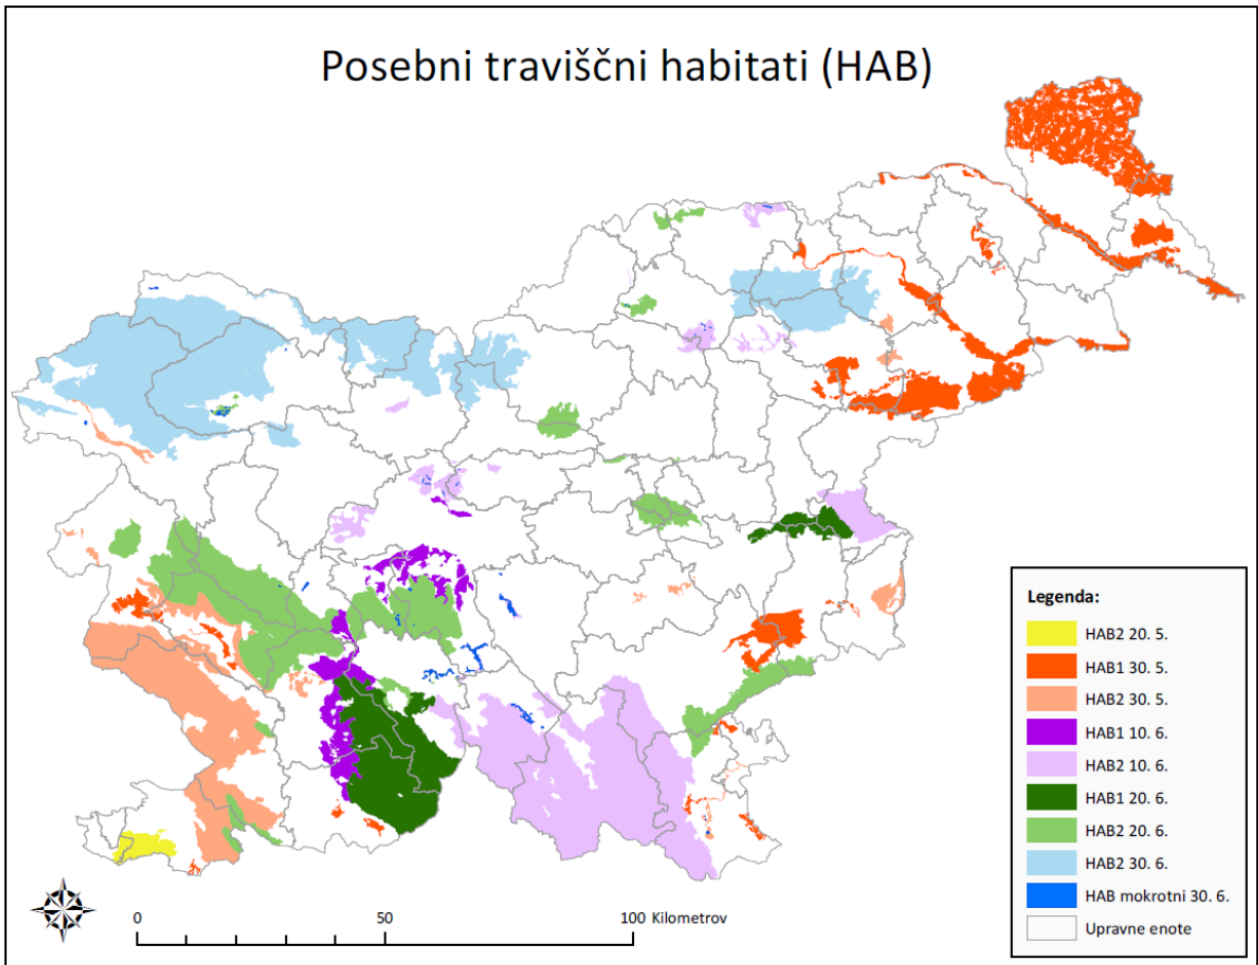 Posebni traviščni habitati (HAB)
Legenda:
HAB2 20. 5.
HAB1 30. 5.
HAB2 30. 5.
HAB1 10. 6.
HAB2 10. 6.
HAB1 20. 6.
HAB2 20. 6.
HAB2 30. 6.
HAB mokrotni 30. 6.
Upravne enote
0 50 100 Kilometrov